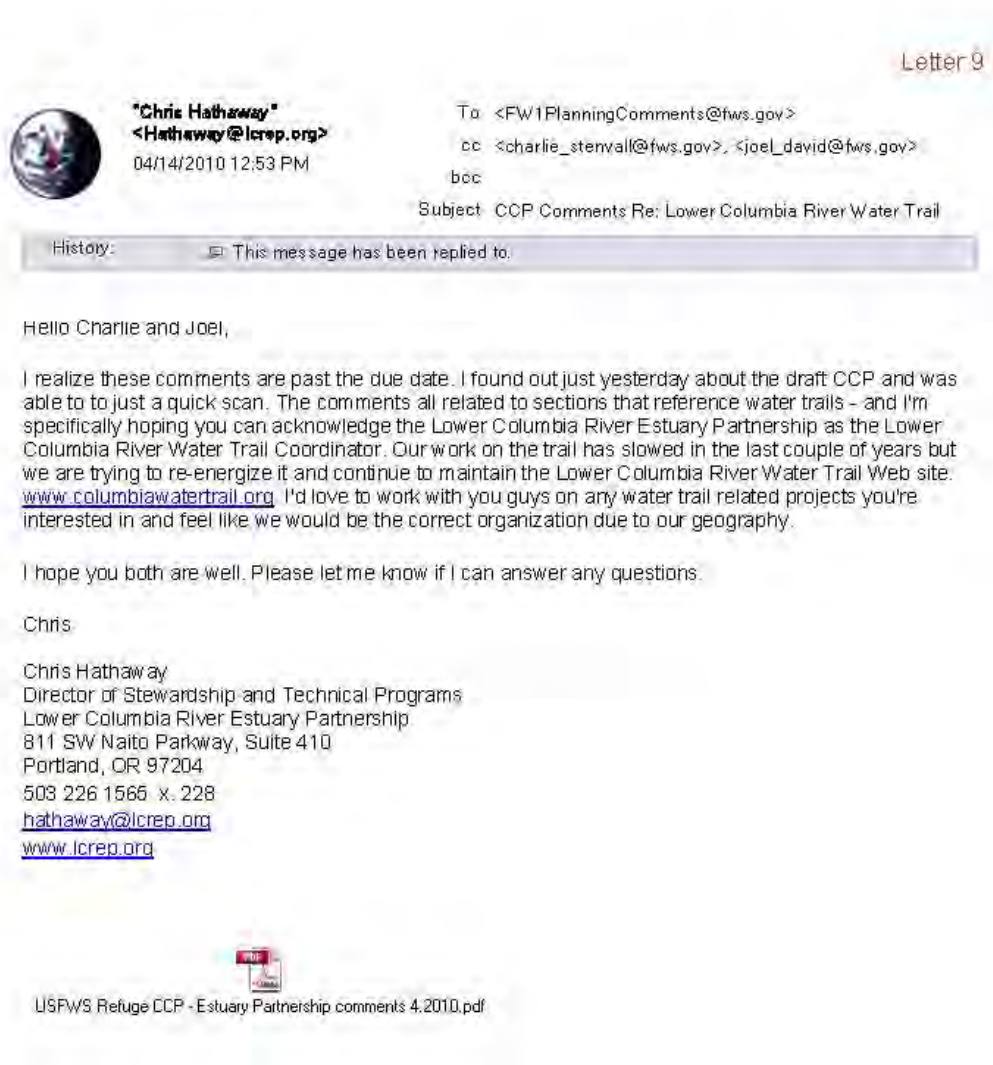 Letter 9
"Chris Hathaway"
<Hathaway@lcrep.org>
04/14/2010 12:53 PM
To <FW1PlanningComments@fws.gov>
cc <charlie_stenvall@fws.gov>, <joel_david@fws.gov>
bcc
Subject CCP Comments Re: Lower Columbia River Water Trail
History: This message has been replied to.
Hello Charlie and Joel,
I realize these comments are past the due date. I found out just yesterday about the draft CCP and was
able to to just a quick scan. The comments all related to sections that reference water trails - and I'm
specifically hoping you can acknowledge the Lower Columbia River Estuary Partnership as the Lower
Columbia River Water Trail Coordinator. Our work on the trail has slowed in the last couple of years but
we are trying to re-energize it and continue to maintain the Lower Columbia River Water Trail Web site:
www.columbiawatertrail.org. I'd love to work with you guys on any water trail related projects you're
interested in and feel like we would be the correct organization due to our geography.
I hope you both are well. Please let me know if I can answer any questions.
Chris
Chris Hathaway
Director of Stewardship and Technical Programs
Lower Columbia River Estuary Partnership
811 SW Naito Parkway, Suite 410
Portland, OR 97204
503 226 1565 x. 228
hathaway@lcrep.org
www.lcrep.org
PDF
USFWS Refuge CCP - Estuary Partnership comments 4.2010.pdf